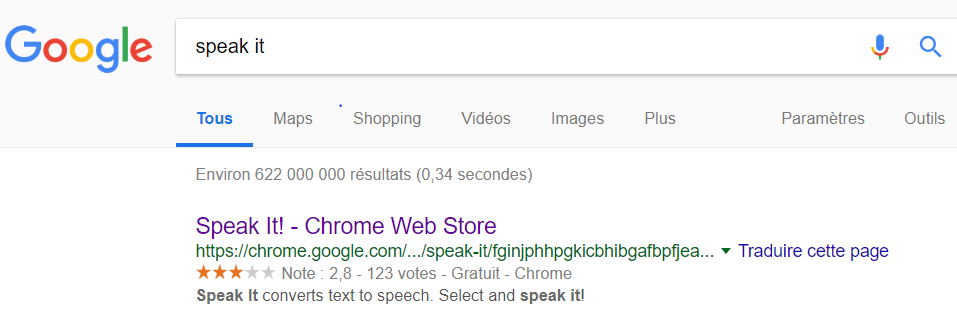 Google
speak it
Tous Maps Shopping Vidéos Images Plus Paramètres Outils
Environ 622 000 000 résultats (0,34 secondes)
Speak It! - Chrome Web Store
https://chrome.google.com/.../speak-it/fginjphhpgkicbhibgafbpfjea... Traduire cette page
Note : 2,8 - 123 votes - Gratuit - Chrome
Speak It converts text to speech. Select and speak it!